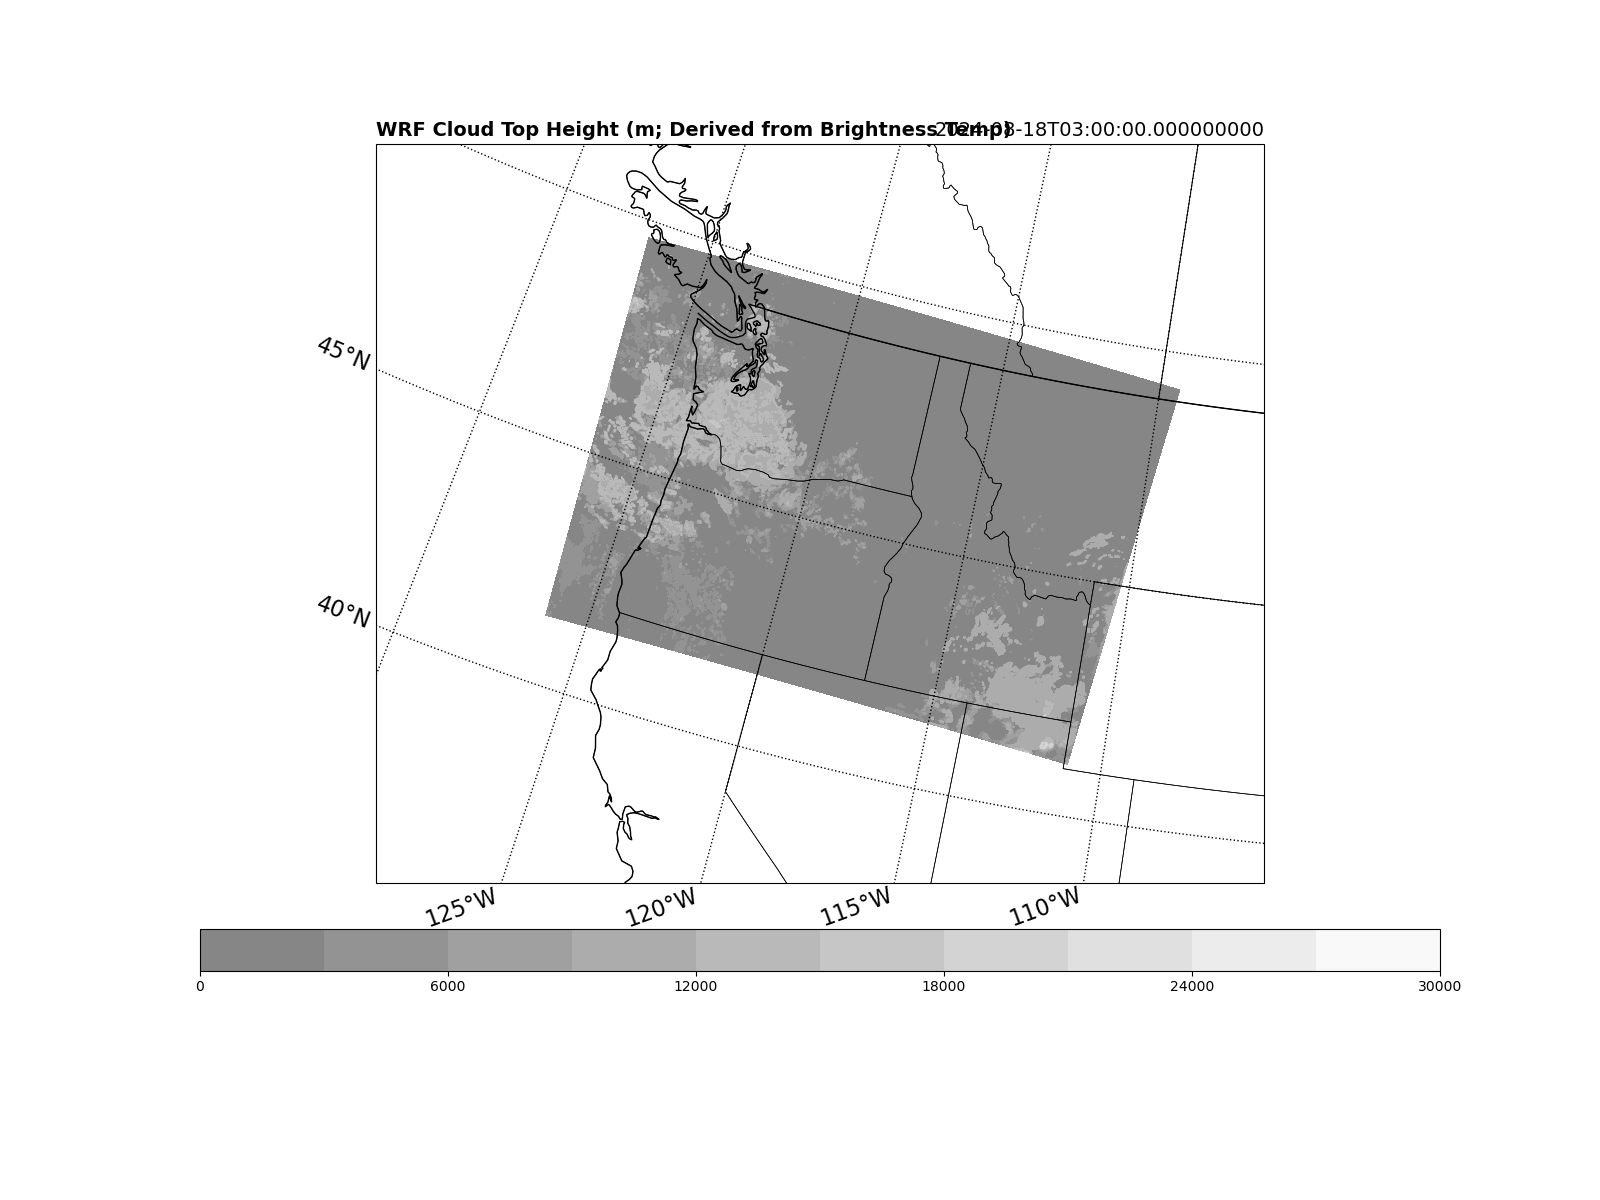 WRF Cloud Top Height (m; Derived from Brightness Temp) 2024-08-18T03:00:00.000000000
45°N
40°N
125°W 120°W 115°W 110°W
0 6000 12000 18000 24000 30000